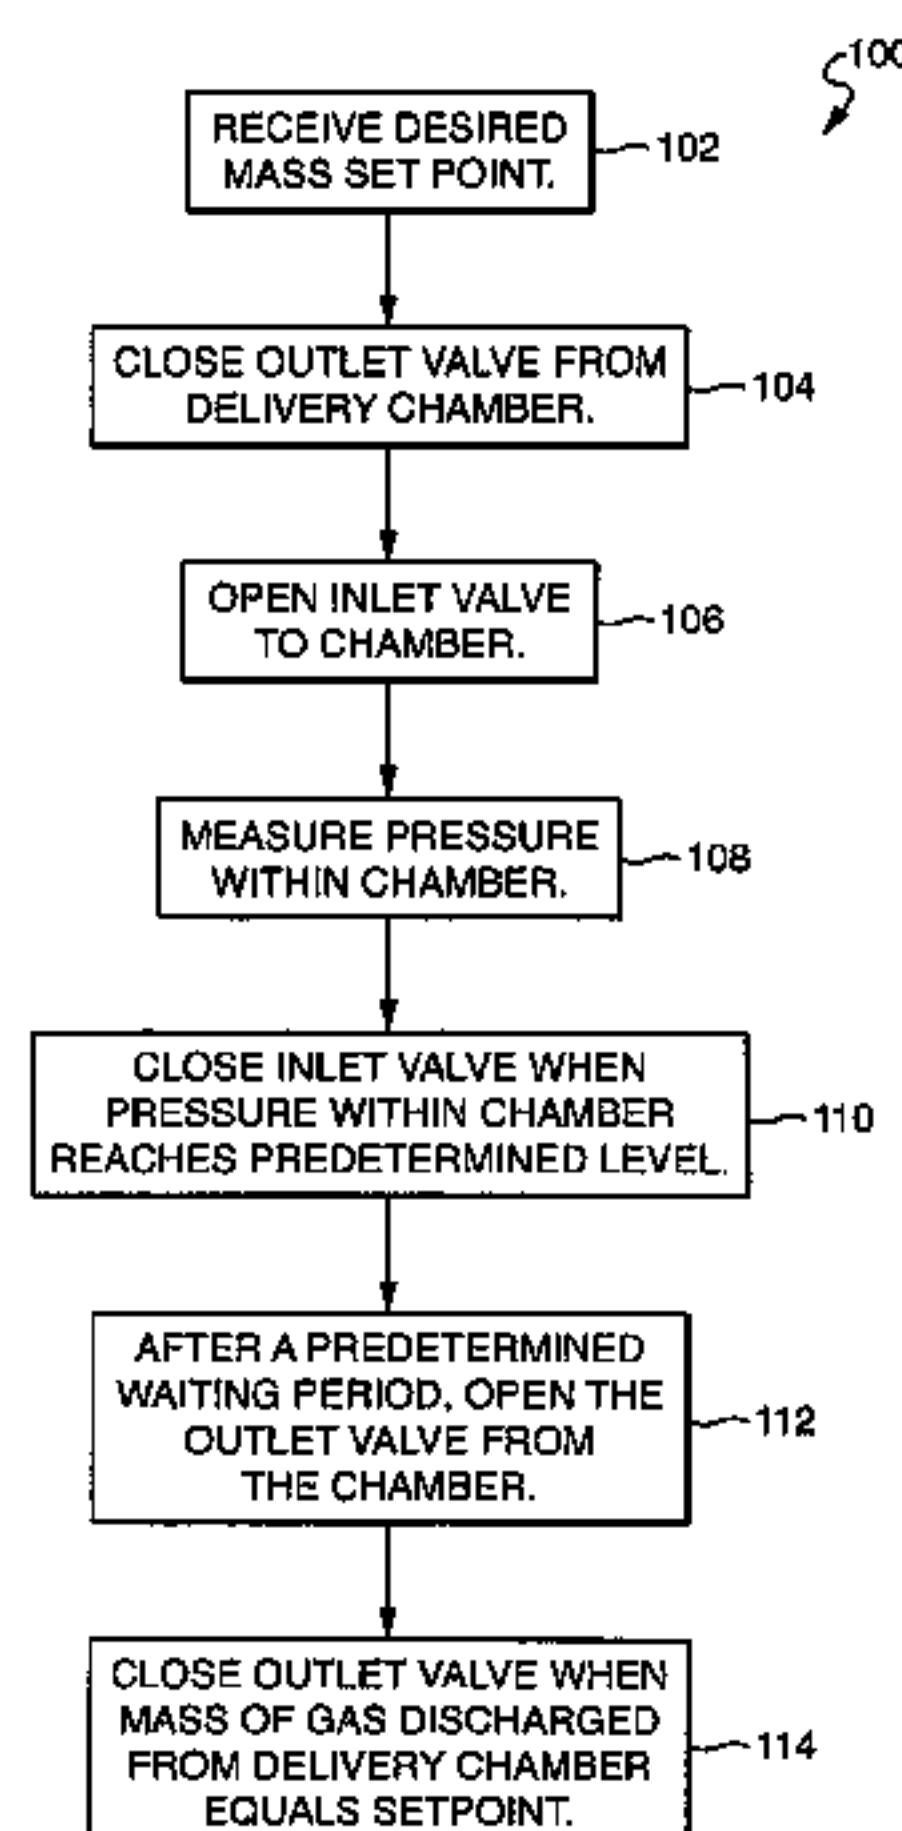 100
RECEIVE DESIRED
MASS SET POINT.
102
CLOSE OUTLET VALVE FROM
DELIVERY CHAMBER.
104
OPEN INLET VALVE
TO CHAMBER.
106
MEASURE PRESSURE
WITHIN CHAMBER.
108
CLOSE INLET VALVE WHEN
PRESSURE WITHIN CHAMBER
REACHES PREDETERMINED LEVEL.
110
AFTER A PREDETERMINED
WAITING PERIOD, OPEN THE
OUTLET VALVE FROM
THE CHAMBER.
112
CLOSE OUTLET VALVE WHEN
MASS OF GAS DISCHARGED
FROM DELIVERY CHAMBER
EQUALS SETPOINT.
114